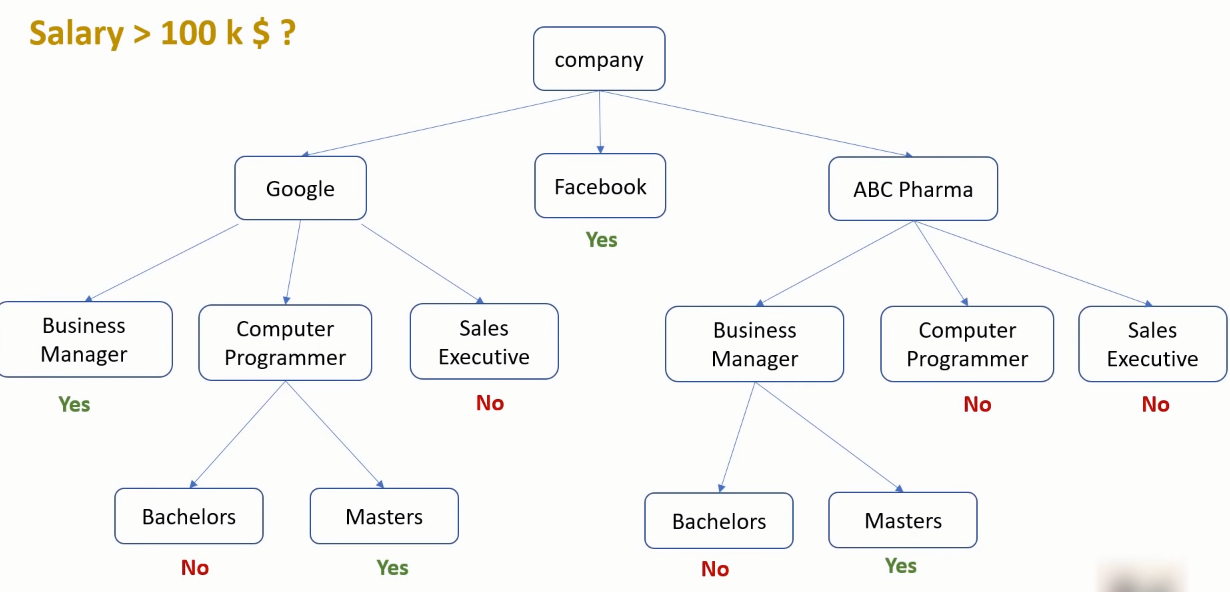 Salary > 100 k $ ?
company
Google
Facebook
ABC Pharma
Yes
Business
Manager
Computer
Programmer
Sales
Executive
Business
Manager
Computer
Programmer
Sales
Executive
Yes
No
No
No
Bachelors
Masters
Bachelors
Masters
No
Yes
No
Yes